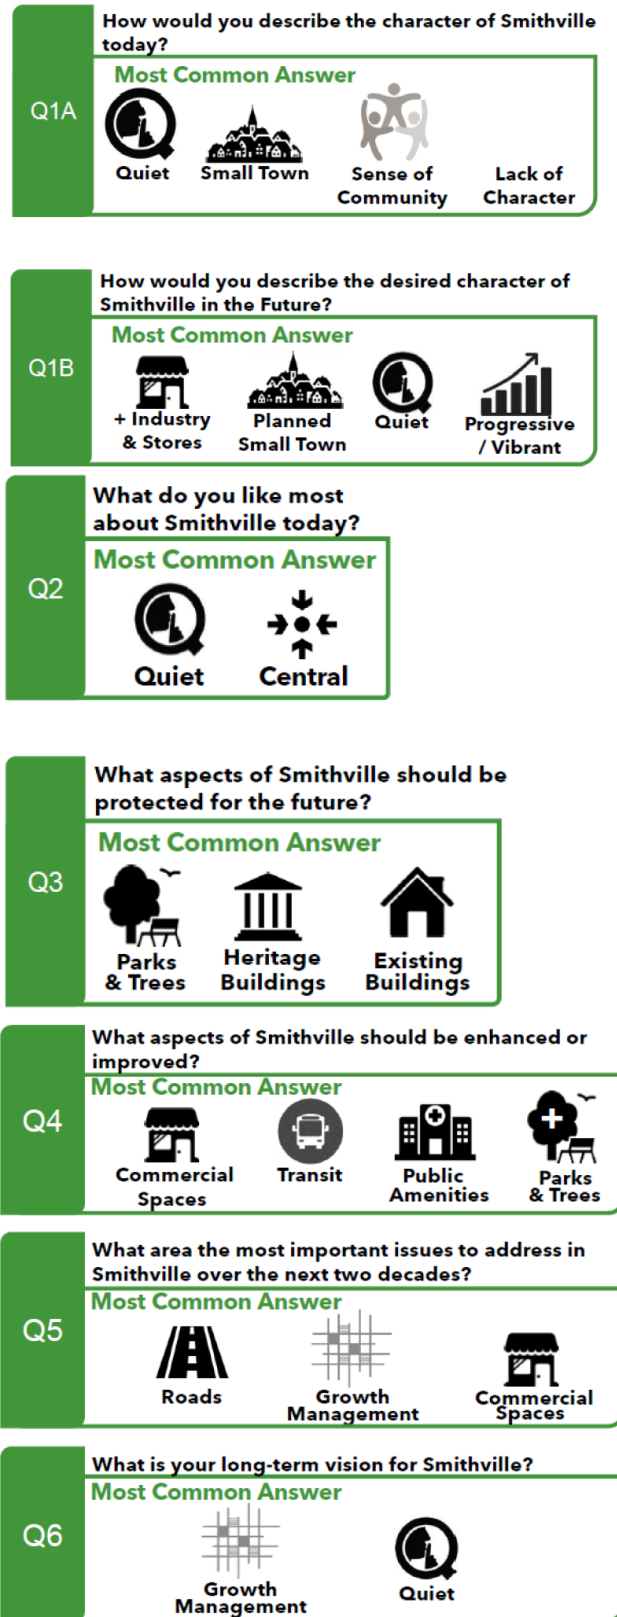 Q1A
How would you describe the character of Smithville
today?
Most Common Answer
Quiet
Small Town
Sense of
Community
Lack of
Character
Q1B
How would you describe the desired character of
Smithville in the Future?
Most Common Answer
+ Industry
& Stores
Planned
Small Town
Quiet
Progressive
/ Vibrant
Q2
What do you like most
about Smithville today?
Most Common Answer
Quiet
Central
Q3
What aspects of Smithville should be
protected for the future?
Most Common Answer
Parks
& Trees
Heritage
Buildings
Existing
Buildings
Q4
What aspects of Smithville should be enhanced or
improved?
Most Common Answer
Commercial
Spaces
Transit
Public
Amenities
Parks
& Trees
Q5
What area the most important issues to address in
Smithville over the next two decades?
Most Common Answer
Roads
Growth
Management
Commercial
Spaces
Q6
What is your long-term vision for Smithville?
Most Common Answer
Growth
Management
Quiet